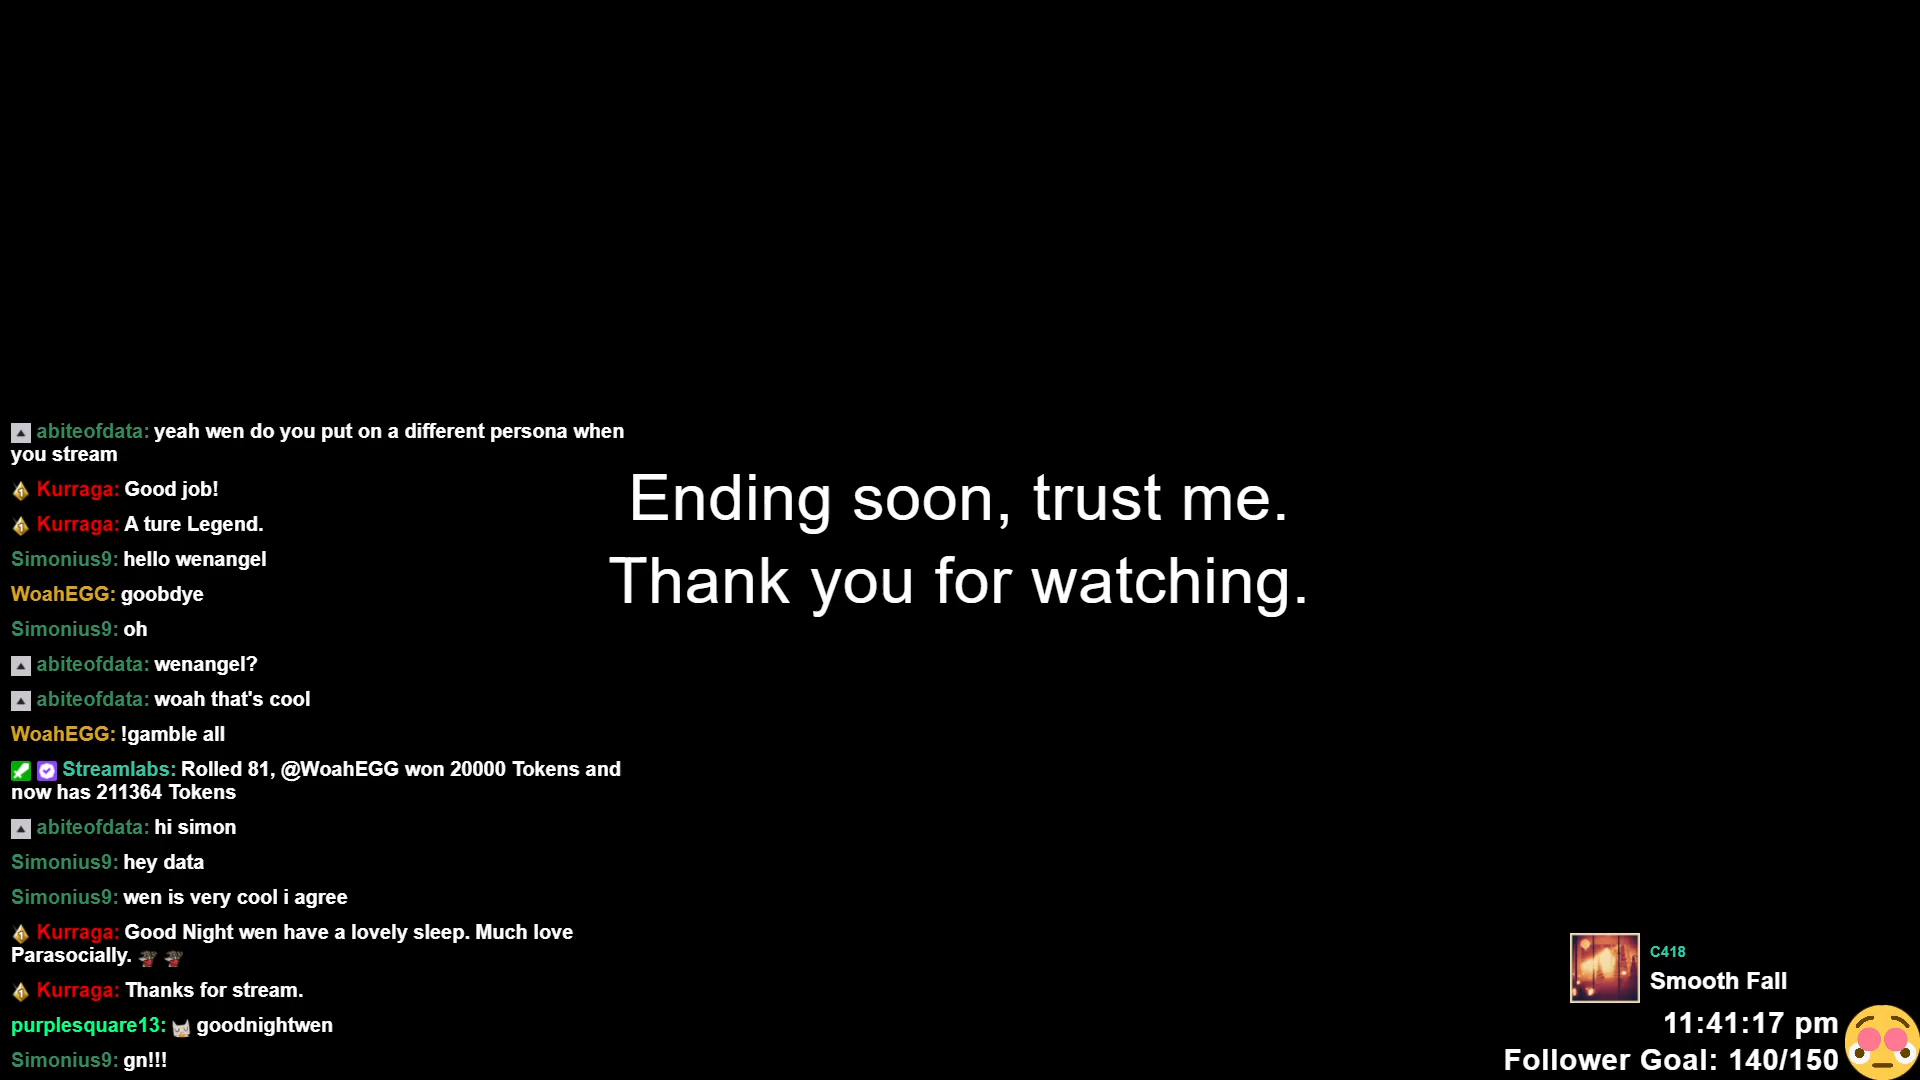 abiteofdata: yeah wen do you put on a different persona when
you stream
Kurraga: Good job!
Kurraga: A ture Legend.
Simonius9: hello wenangel
WoahEGG: goobdye
Simonius9: oh
abiteofdata: wenangel?
abiteofdata: woah that's cool
WoahEGG: !gamble all
Streamlabs: Rolled 81, @WoahEGG won 20000 Tokens and
now has 211364 Tokens
abiteofdata: hi simon
Simonius9: hey data
Simonius9: wen is very cool i agree
Kurraga: Good Night wen have a lovely sleep. Much love
Parasocially.
Kurraga: Thanks for stream.
purplesquare13: goodnightwen
Simonius9: gn!!!
Ending soon, trust me.
Thank you for watching.
C418
Smooth Fall
11:41:17 pm
Follower Goal: 140/150